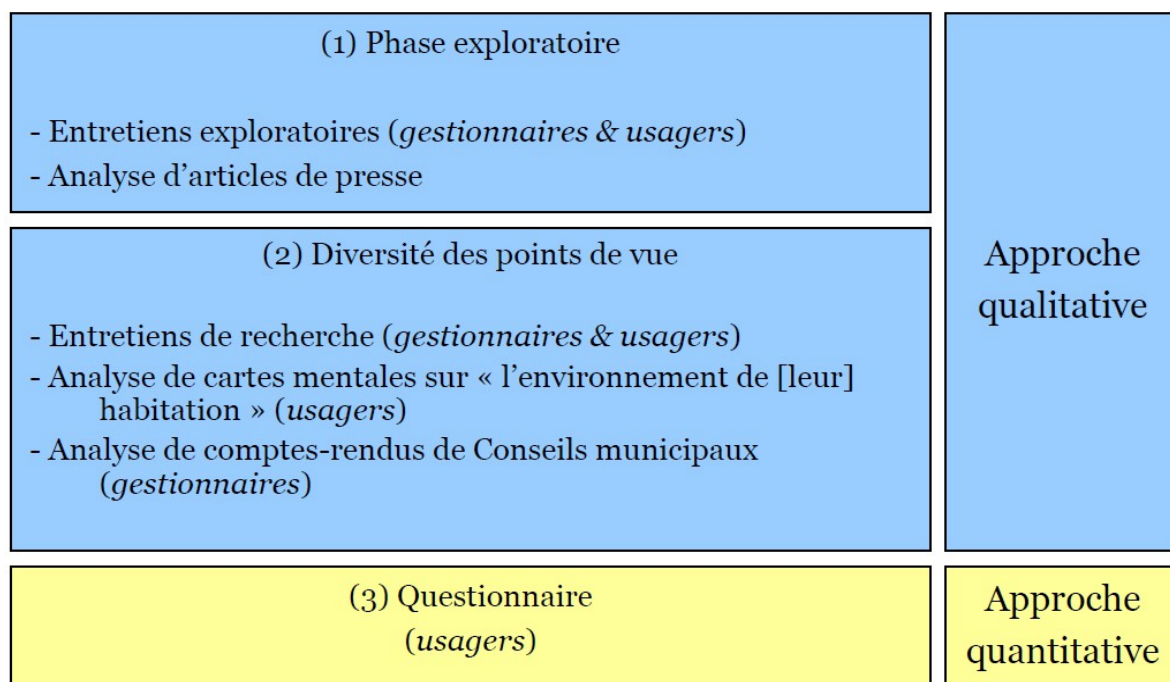 (1) Phase exploratoire
- Entretiens exploratoires (gestionnaires & usagers)
- Analyse d’articles de presse
(2) Diversité des points de vue
- Entretiens de recherche (gestionnaires & usagers)
- Analyse de cartes mentales sur « l’environnement de [leur]
habitation » (usagers)
- Analyse de comptes-rendus de Conseils municipaux
(gestionnaires)
Approche
qualitative
(3) Questionnaire
(usagers)
Approche
quantitative